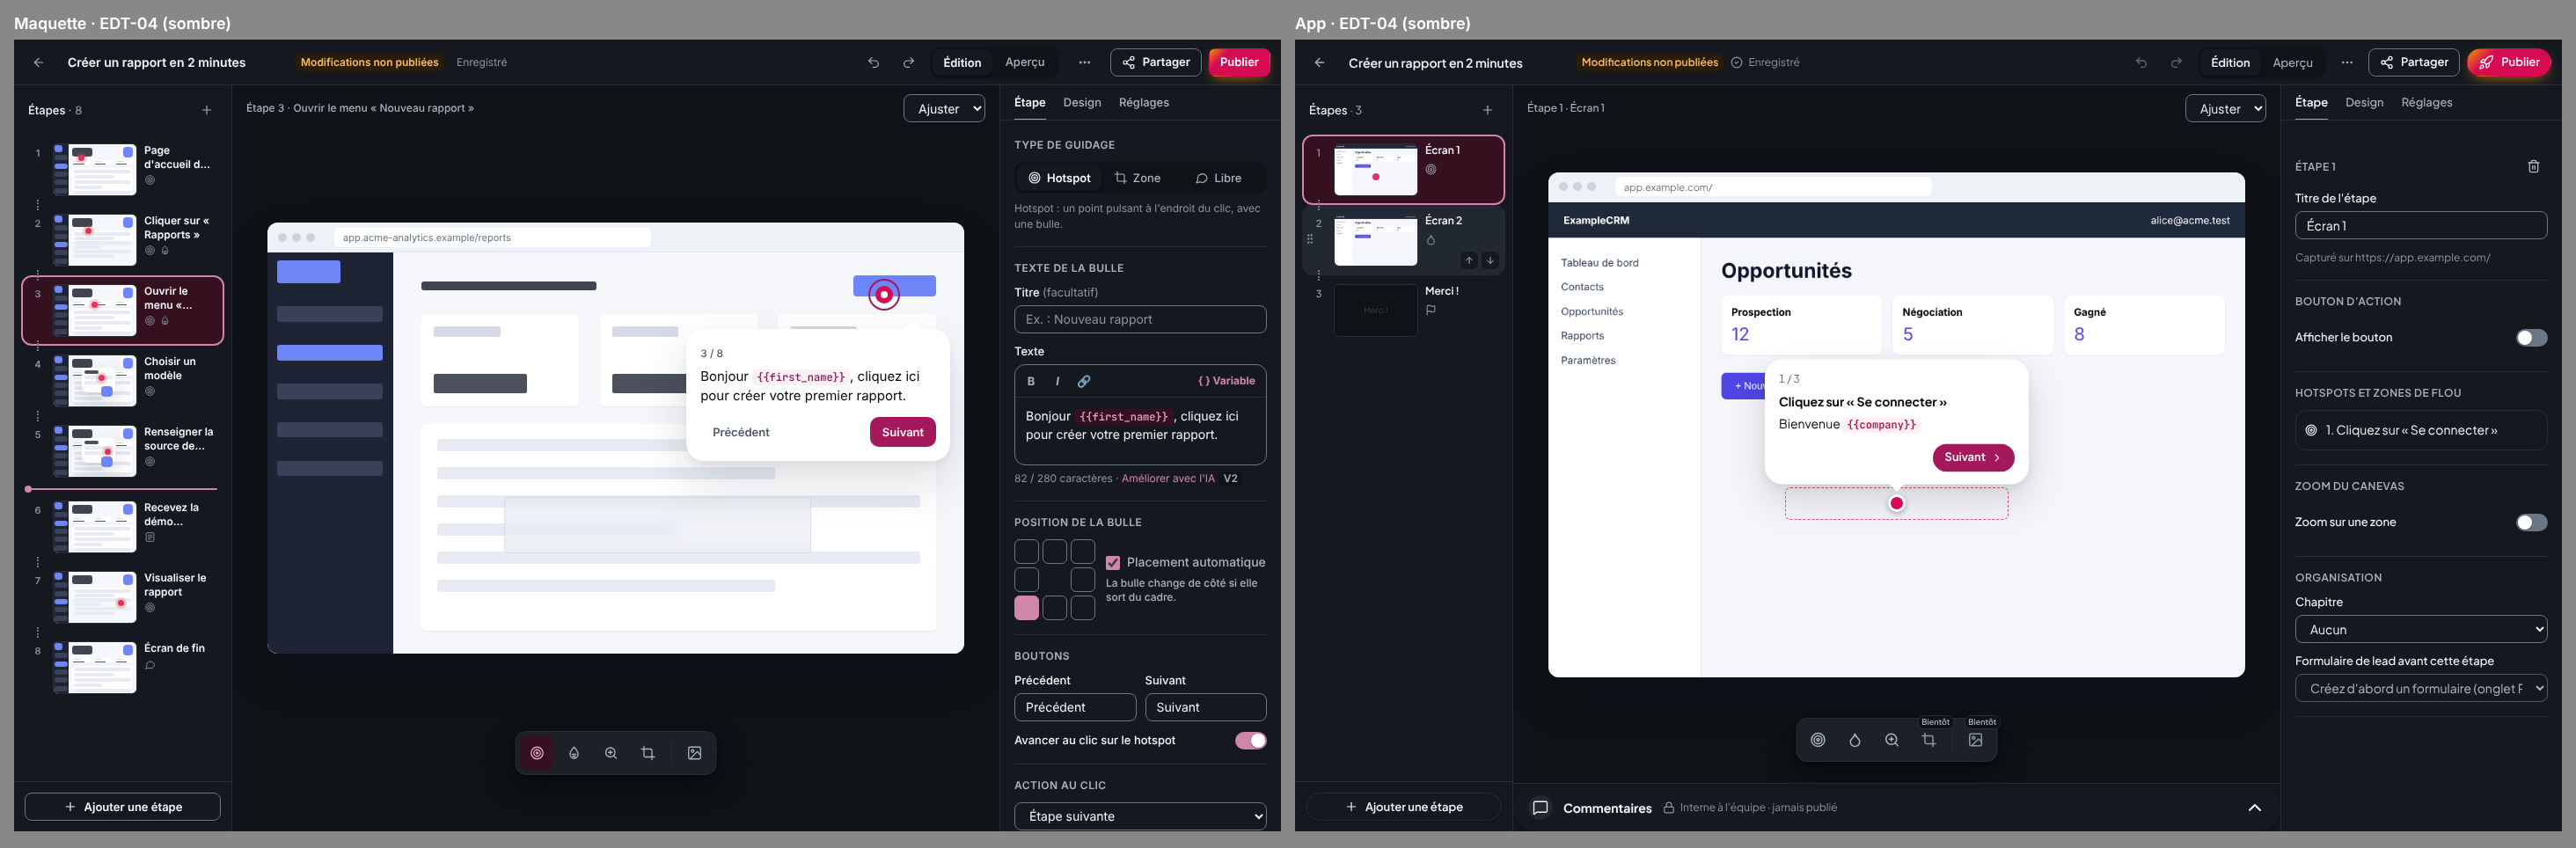 Maquette · EDT-04 (sombre)
Créer un rapport en 2 minutes
Modifications non publiées
Enregistré
Édition
Aperçu
Partager
Publier
Étapes · 8
1
Page d'accueil d…
2
Cliquer sur « Rapports »
3
Ouvrir le menu «…
4
Choisir un modèle
5
Renseigner la source de…
6
Recevez la démo…
7
Visualiser le rapport
8
Écran de fin
Ajouter une étape
Étape 3 · Ouvrir le menu « Nouveau rapport »
Ajuster
app.acme-analytics.example/reports
3 / 8
Bonjour {{first_name}}, cliquez ici
pour créer votre premier rapport.
Précédent
Suivant
Étape
Design
Réglages
TYPE DE GUIDAGE
Hotspot
Zone
Libre
Hotspot : un point pulsant à l'endroit du clic, avec
une bulle.
TEXTE DE LA BULLE
Titre (facultatif)
Ex. : Nouveau rapport
Texte
B I
{ } Variable
Bonjour {{first_name}}, cliquez ici
pour créer votre premier rapport.
82 / 280 caractères · Améliorer avec l'IA V2
POSITION DE LA BULLE
Placement automatique
La bulle change de côté si elle
sort du cadre.
BOUTONS
Précédent
Suivant
Précédent
Suivant
Avancer au clic sur le hotspot
ACTION AU CLIC
Étape suivante
App · EDT-04 (sombre)
Créer un rapport en 2 minutes
Modifications non publiées
Enregistré
Édition
Aperçu
Partager
Publier
Étapes · 3
1
Écran 1
2
Écran 2
3
Merci !
Merci !
Ajouter une étape
Étape 1 · Écran 1
Ajuster
app.example.com/
ExampleCRM
alice@acme.test
Tableau de bord
Contacts
Opportunités
Rapports
Paramètres
Opportunités
Prospection
12
Négociation
5
Gagné
8
+ Nouv
1 / 3
Cliquez sur « Se connecter »
Bienvenue {{company}}
Suivant
Bientôt
Bientôt
Commentaires
Interne à l'équipe · jamais publié
Étape
Design
Réglages
ÉTAPE 1
Titre de l'étape
Écran 1
Capturé sur https://app.example.com/
BOUTON D'ACTION
Afficher le bouton
HOTSPOTS ET ZONES DE FLOU
1. Cliquez sur « Se connecter »
ZOOM DU CANEVAS
Zoom sur une zone
ORGANISATION
Chapitre
Aucun
Formulaire de lead avant cette étape
Créez d'abord un formulaire (onglet F